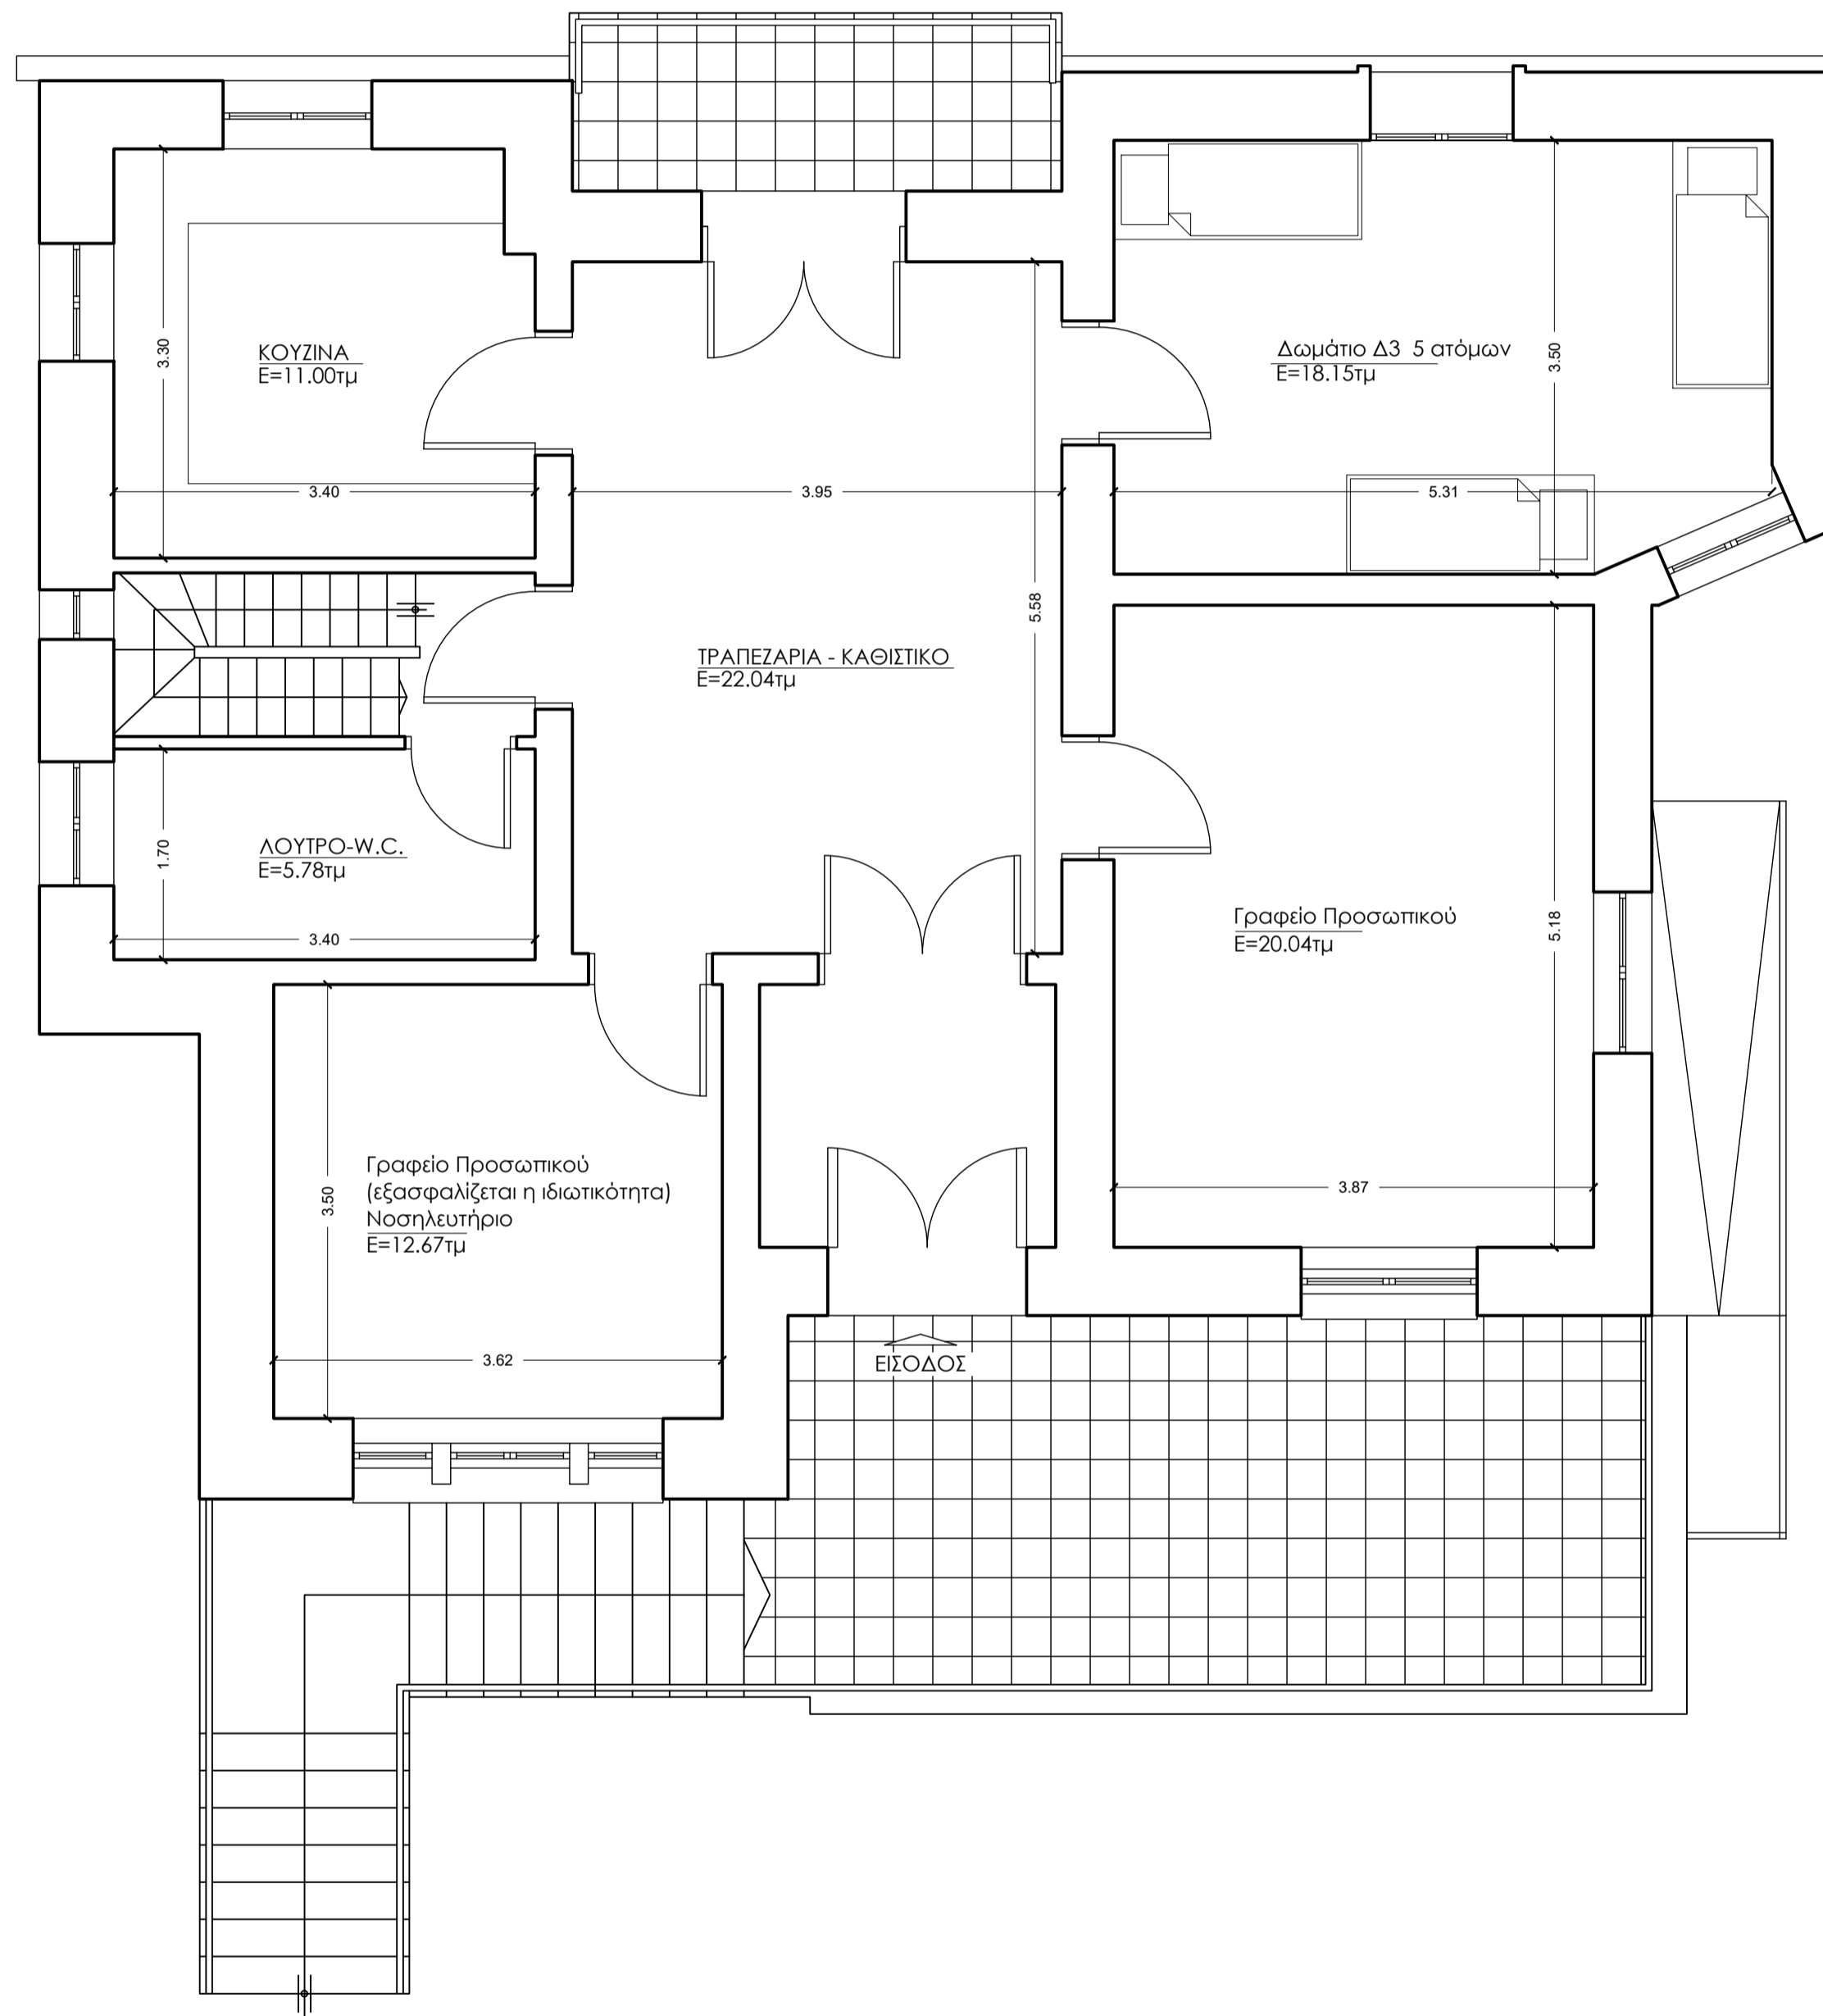 ΚΟΥΖΙΝΑ
Ε=11.00τμ
3.30
3.40
3.95
5.58
Δωμάτιο Δ3 5 ατόμων
Ε=18.15τμ
3.50
5.31
ΤΡΑΠΕΖΑΡΙΑ - ΚΑΘΙΣΤΙΚΟ
Ε=22.04τμ
ΛΟΥΤΡΟ-W.C.
Ε=5.78τμ
1.70
3.40
Γραφείο Προσωπικού
Ε=20.04τμ
5.18
3.87
Γραφείο Προσωπικού
(εξασφαλίζεται η ιδιωτικότητα)
Νοσηλευτήριο
Ε=12.67τμ
3.50
3.62
ΕΙΣΟΔΟΣ